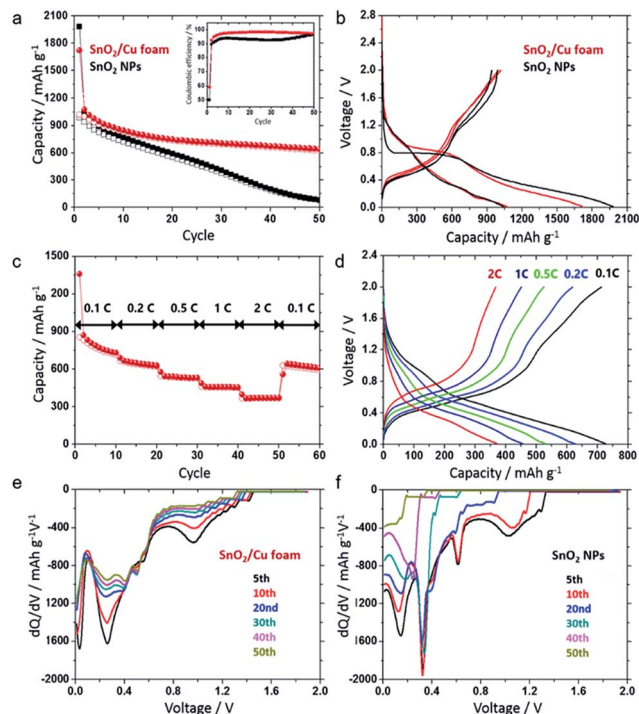 a
2000
1500
1200
900
600
300
0
Capacity / mAh g⁻¹
SnO₂/Cu foam
SnO₂ NPs
Coulombic efficiency / %
100
90
80
70
60
50
0 10 20 30 40 50
Cycle
0 10 20 30 40 50
Cycle
b
2.8
2.4
2.0
1.6
1.2
0.8
0.4
0.0
Voltage / V
SnO₂/Cu foam
SnO₂ NPs
0 300 600 900 1200 1500 1800 2100
Capacity / mAh g⁻¹
c
1500
1200
900
600
300
0
Capacity / mAh g⁻¹
0.1 C 0.2 C 0.5 C 1 C 2 C 0.1 C
0 10 20 30 40 50 60
Cycle
d
2.4
2.0
1.6
1.2
0.8
0.4
0.0
Voltage / V
2C 1C 0.5C 0.2C 0.1C
0 100 200 300 400 500 600 700 800
Capacity / mAh g⁻¹
e
0
-400
-800
-1200
-1600
-2000
dQ/dV / mAh g⁻¹V⁻¹
SnO₂/Cu foam
5th
10th
20nd
30th
40th
50th
0.0 0.4 0.8 1.2 1.6 2.0
Voltage / V
f
0
-400
-800
-1200
-1600
-2000
dQ/dV / mAh g⁻¹V⁻¹
SnO₂ NPs
5th
10th
20nd
30th
40th
50th
0.0 0.4 0.8 1.2 1.6 2.0
Voltage / V